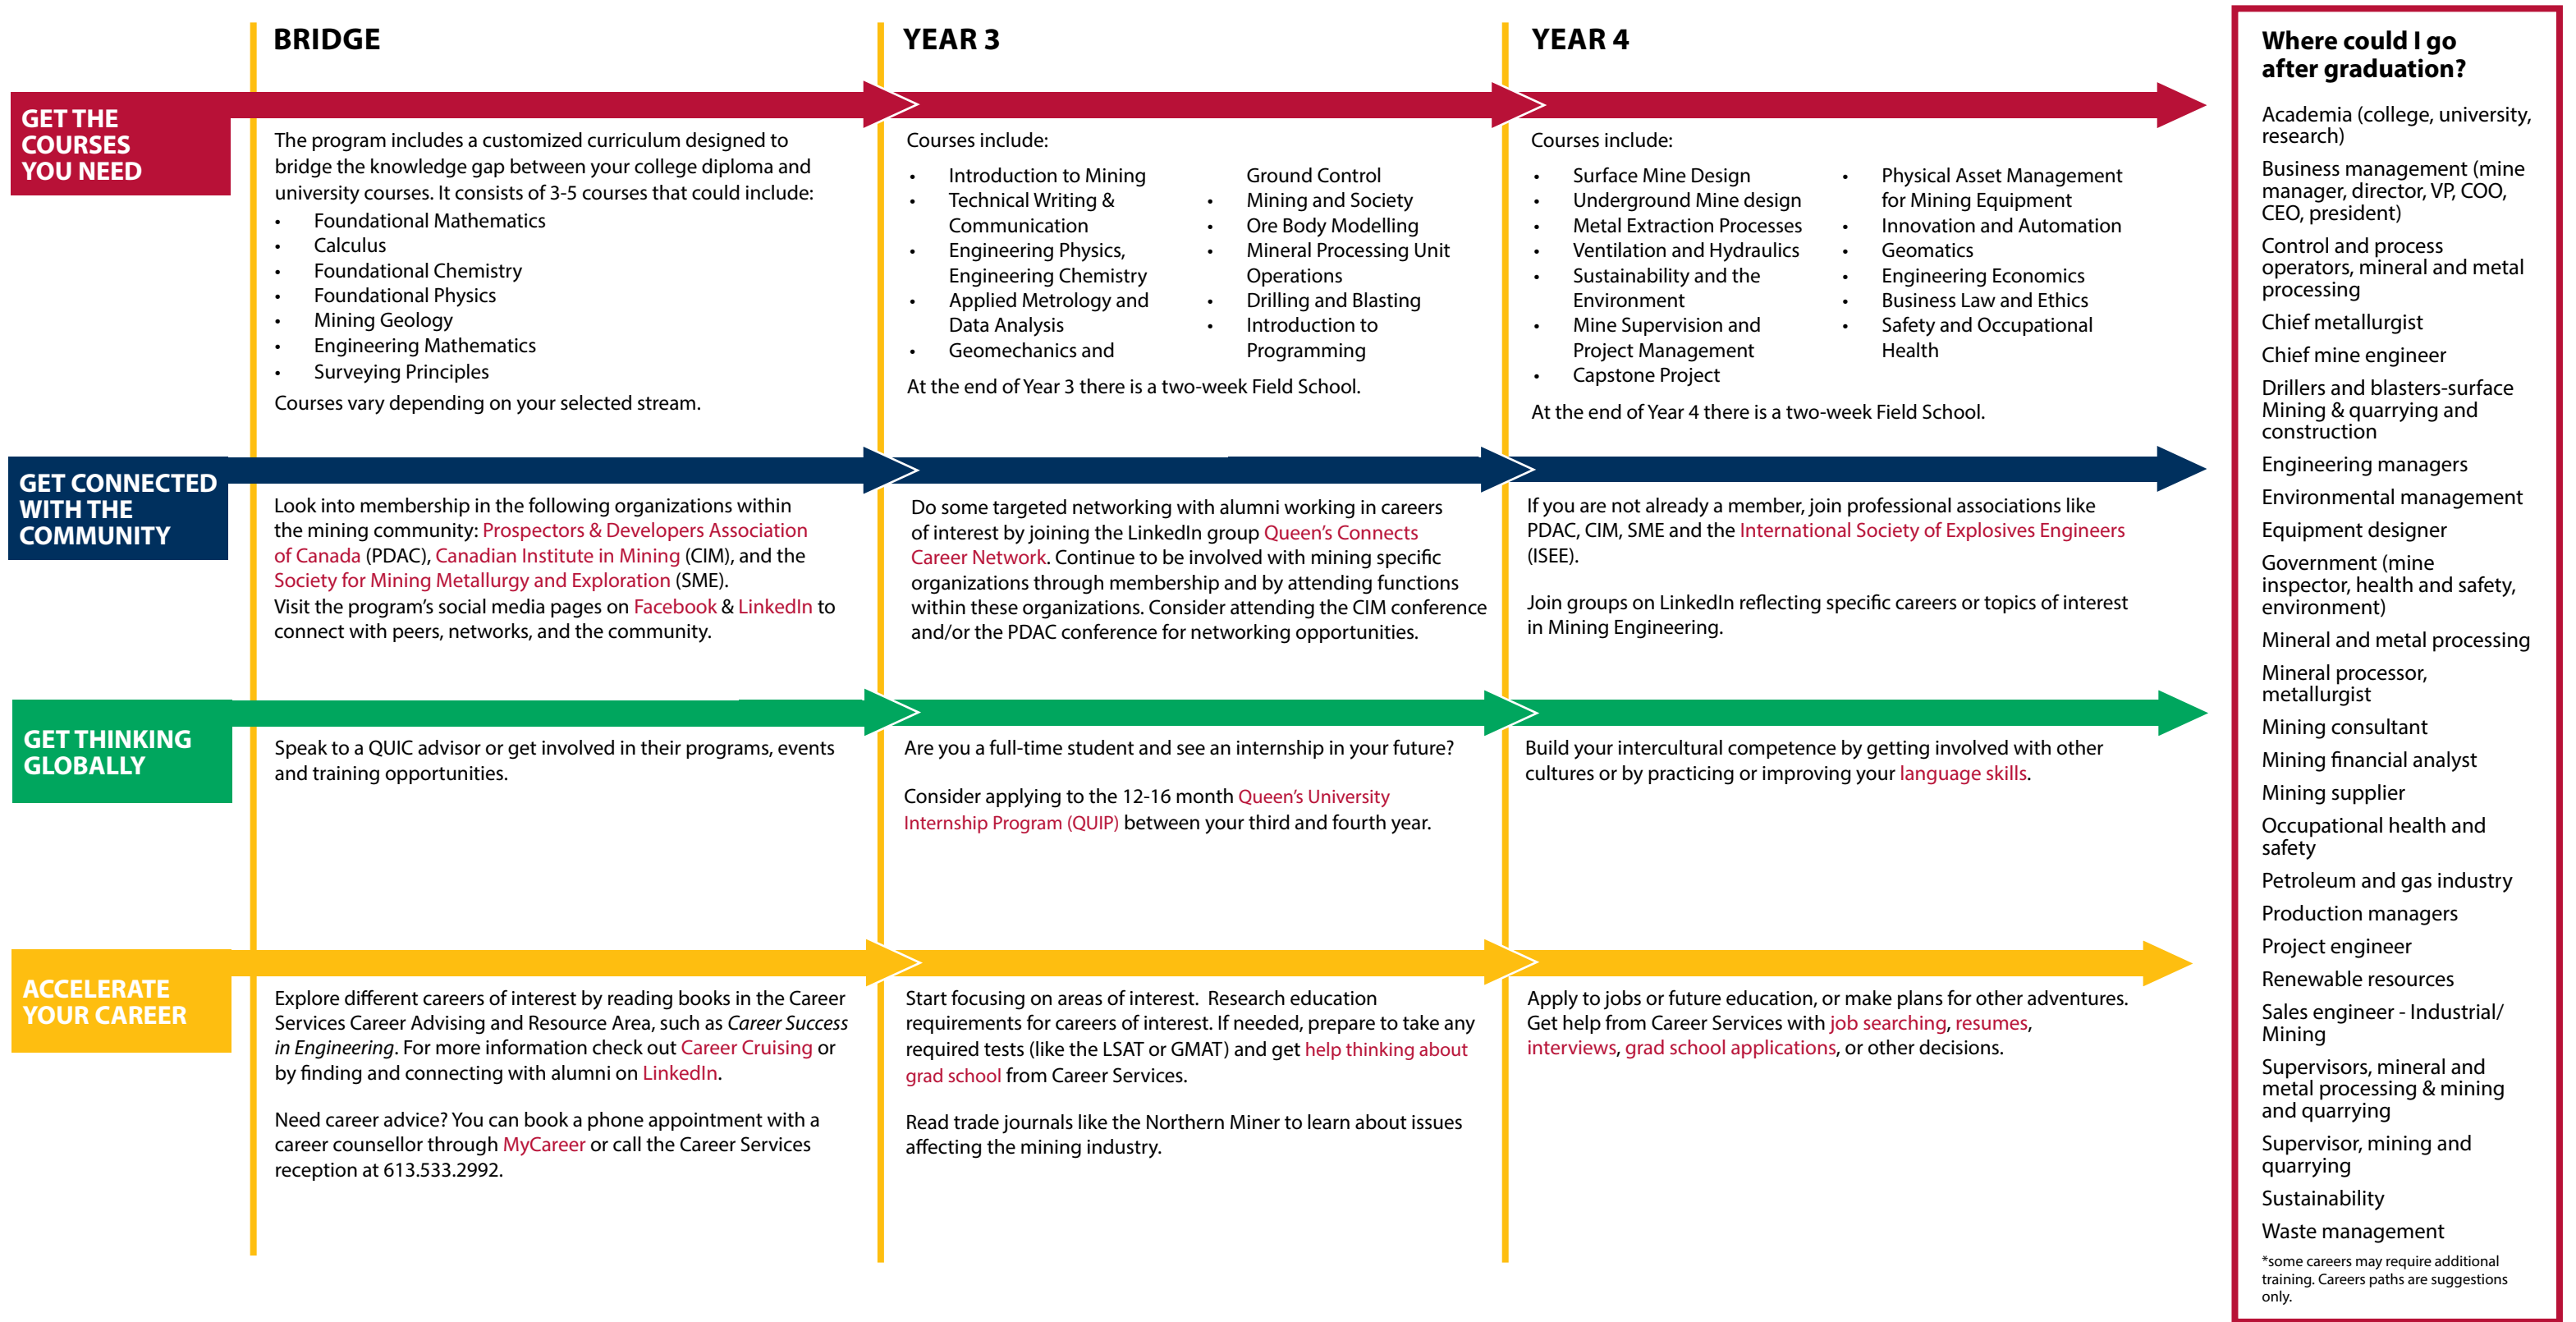 BRIDGE
YEAR 3
YEAR 4
GET THE
COURSES
YOU NEED
The program includes a customized curriculum designed to
bridge the knowledge gap between your college diploma and
university courses. It consists of 3-5 courses that could include:
• Foundational Mathematics
• Calculus
• Foundational Chemistry
• Foundational Physics
• Mining Geology
• Engineering Mathematics
• Surveying Principles
Courses vary depending on your selected stream.
Courses include:
• Introduction to Mining
• Technical Writing &
Communication
• Engineering Physics,
Engineering Chemistry
• Applied Metrology and
Data Analysis
• Geomechanics and
Ground Control
• Mining and Society
• Ore Body Modelling
• Mineral Processing Unit
Operations
• Drilling and Blasting
• Introduction to
Programming
At the end of Year 3 there is a two-week Field School.
Courses include:
• Surface Mine Design
• Underground Mine design
• Metal Extraction Processes
• Ventilation and Hydraulics
• Sustainability and the
Environment
• Mine Supervision and
Project Management
• Capstone Project
• Physical Asset Management
for Mining Equipment
• Innovation and Automation
• Geomatics
• Engineering Economics
• Business Law and Ethics
• Safety and Occupational
Health
At the end of Year 4 there is a two-week Field School.
GET CONNECTED
WITH THE
COMMUNITY
Look into membership in the following organizations within
the mining community: Prospectors & Developers Association
of Canada (PDAC), Canadian Institute in Mining (CIM), and the
Society for Mining Metallurgy and Exploration (SME).
Visit the program's social media pages on Facebook & LinkedIn to
connect with peers, networks, and the community.
Do some targeted networking with alumni working in careers
of interest by joining the LinkedIn group Queen's Connects
Career Network. Continue to be involved with mining specific
organizations through membership and by attending functions
within these organizations. Consider attending the CIM conference
and/or the PDAC conference for networking opportunities.
If you are not already a member, join professional associations like
PDAC, CIM, SME and the International Society of Explosives Engineers
(ISEE).
Join groups on LinkedIn reflecting specific careers or topics of interest
in Mining Engineering.
GET THINKING
GLOBALLY
Speak to a QUIC advisor or get involved in their programs, events
and training opportunities.
Are you a full-time student and see an internship in your future?
Consider applying to the 12-16 month Queen's University
Internship Program (QUIP) between your third and fourth year.
Build your intercultural competence by getting involved with other
cultures or by practicing or improving your language skills.
ACCELERATE
YOUR CAREER
Explore different careers of interest by reading books in the Career
Services Career Advising and Resource Area, such as Career Success
in Engineering. For more information check out Career Cruising or
by finding and connecting with alumni on LinkedIn.
Need career advice? You can book a phone appointment with a
career counsellor through MyCareer or call the Career Services
reception at 613.533.2992.
Start focusing on areas of interest. Research education
requirements for careers of interest. If needed, prepare to take any
required tests (like the LSAT or GMAT) and get help thinking about
grad school from Career Services.
Read trade journals like the Northern Miner to learn about issues
affecting the mining industry.
Apply to jobs or future education, or make plans for other adventures.
Get help from Career Services with job searching, resumes,
interviews, grad school applications, or other decisions.
Where could I go
after graduation?
Academia (college, university,
research)
Business management (mine
manager, director, VP, COO,
CEO, president)
Control and process
operators, mineral and metal
processing
Chief metallurgist
Chief mine engineer
Drillers and blasters-surface
Mining & quarrying and
construction
Engineering managers
Environmental management
Equipment designer
Government (mine
inspector, health and safety,
environment)
Mineral and metal processing
Mineral processor,
metallurgist
Mining consultant
Mining financial analyst
Mining supplier
Occupational health and
safety
Petroleum and gas industry
Production managers
Project engineer
Renewable resources
Sales engineer - Industrial/
Mining
Supervisors, mineral and
metal processing & mining
and quarrying
Supervisor, mining and
quarrying
Sustainability
Waste management
*some careers may require additional
training. Careers paths are suggestions
only.